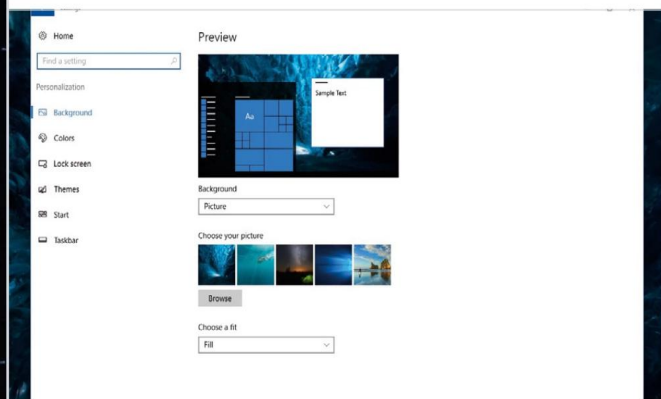 Home
Find a setting
Personalization
Background
Colors
Lock screen
Themes
Start
Taskbar
Preview
Sample Text
Aa
Background
Picture
Choose your picture
Browse
Choose a fit
Fill